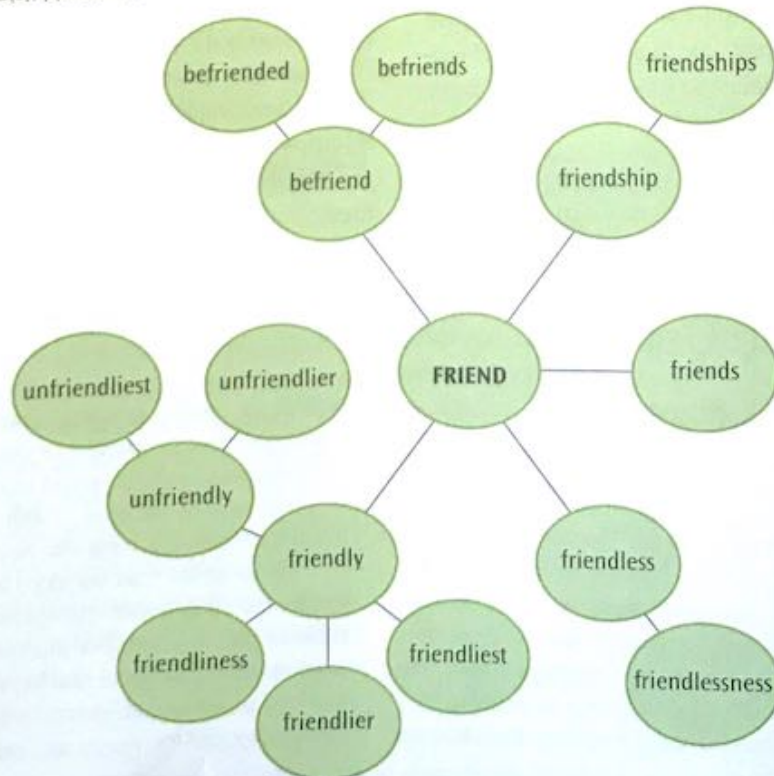 befriended
befriends
friendships
befriend
friendship
FRIEND
friends
unfriendliest
unfriendlier
unfriendly
friendly
friendless
friendliness
friendliest
friendlessness
friendlier